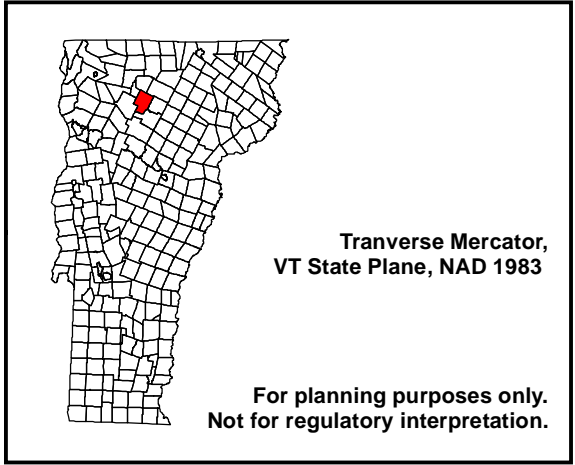 Tranverse Mercator,
VT State Plane, NAD 1983
For planning purposes only.
Not for regulatory interpretation.